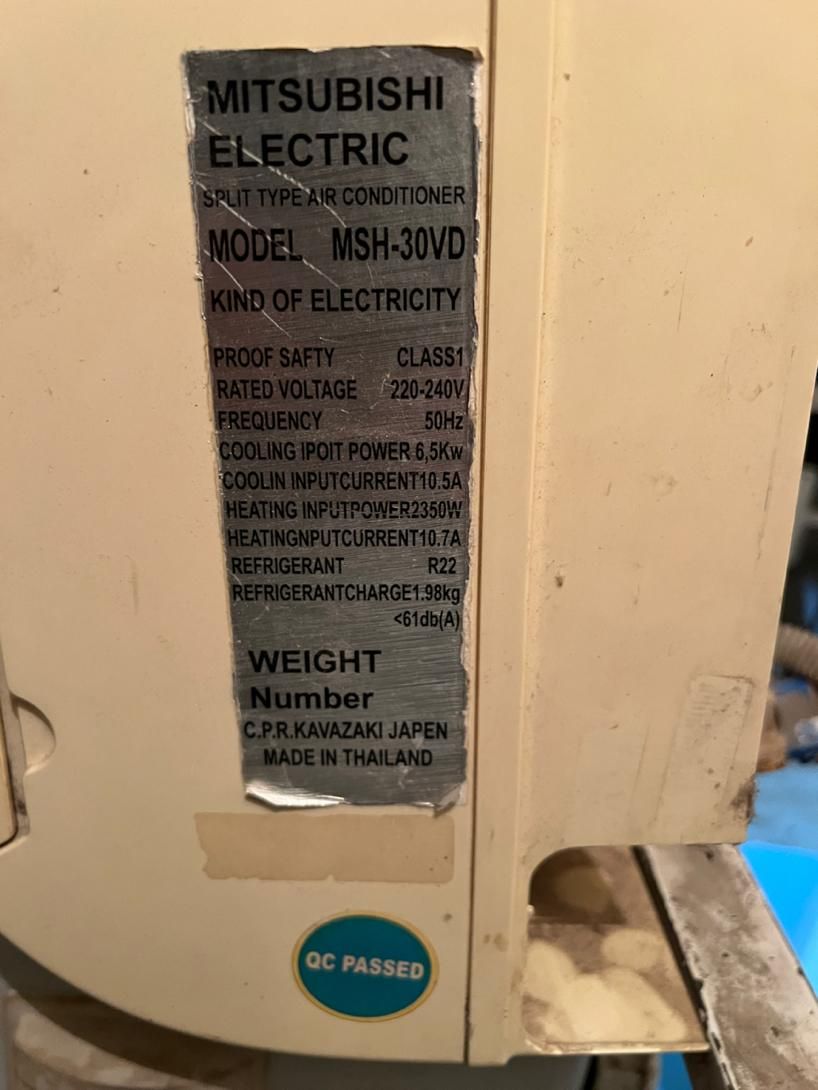 MITSUBISHI
ELECTRIC
SPLIT TYPE AIR CONDITIONER
MODEL MSH-30VD
KIND OF ELECTRICITY
PROOF SAFTY CLASS1
RATED VOLTAGE 220-240V
FREQUENCY 50Hz
COOLING IPOIT POWER 6,5Kw
COOLIN INPUTCURRENT10.5A
HEATING INPUTPOWER2350W
HEATINGNPUTCURRENT10.7A
REFRIGERANT R22
REFRIGERANTCHARGE1.98kg
<61db(A)
WEIGHT
Number
C.P.R.KAVAZAKI JAPEN
MADE IN THAILAND
QC PASSED